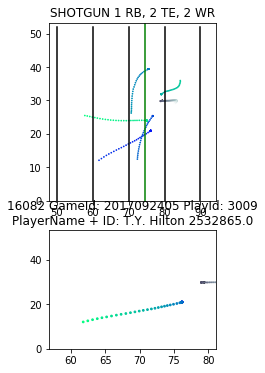 SHOTGUN 1 RB, 2 TE, 2 WR
50
40
30
20
10
0
50 60 70 80 90
16082 GameId: 2017092405 PlayId: 3009
PlayerName + ID: T.Y. Hilton 2532865.0
40
20
0
60 65 70 75 80